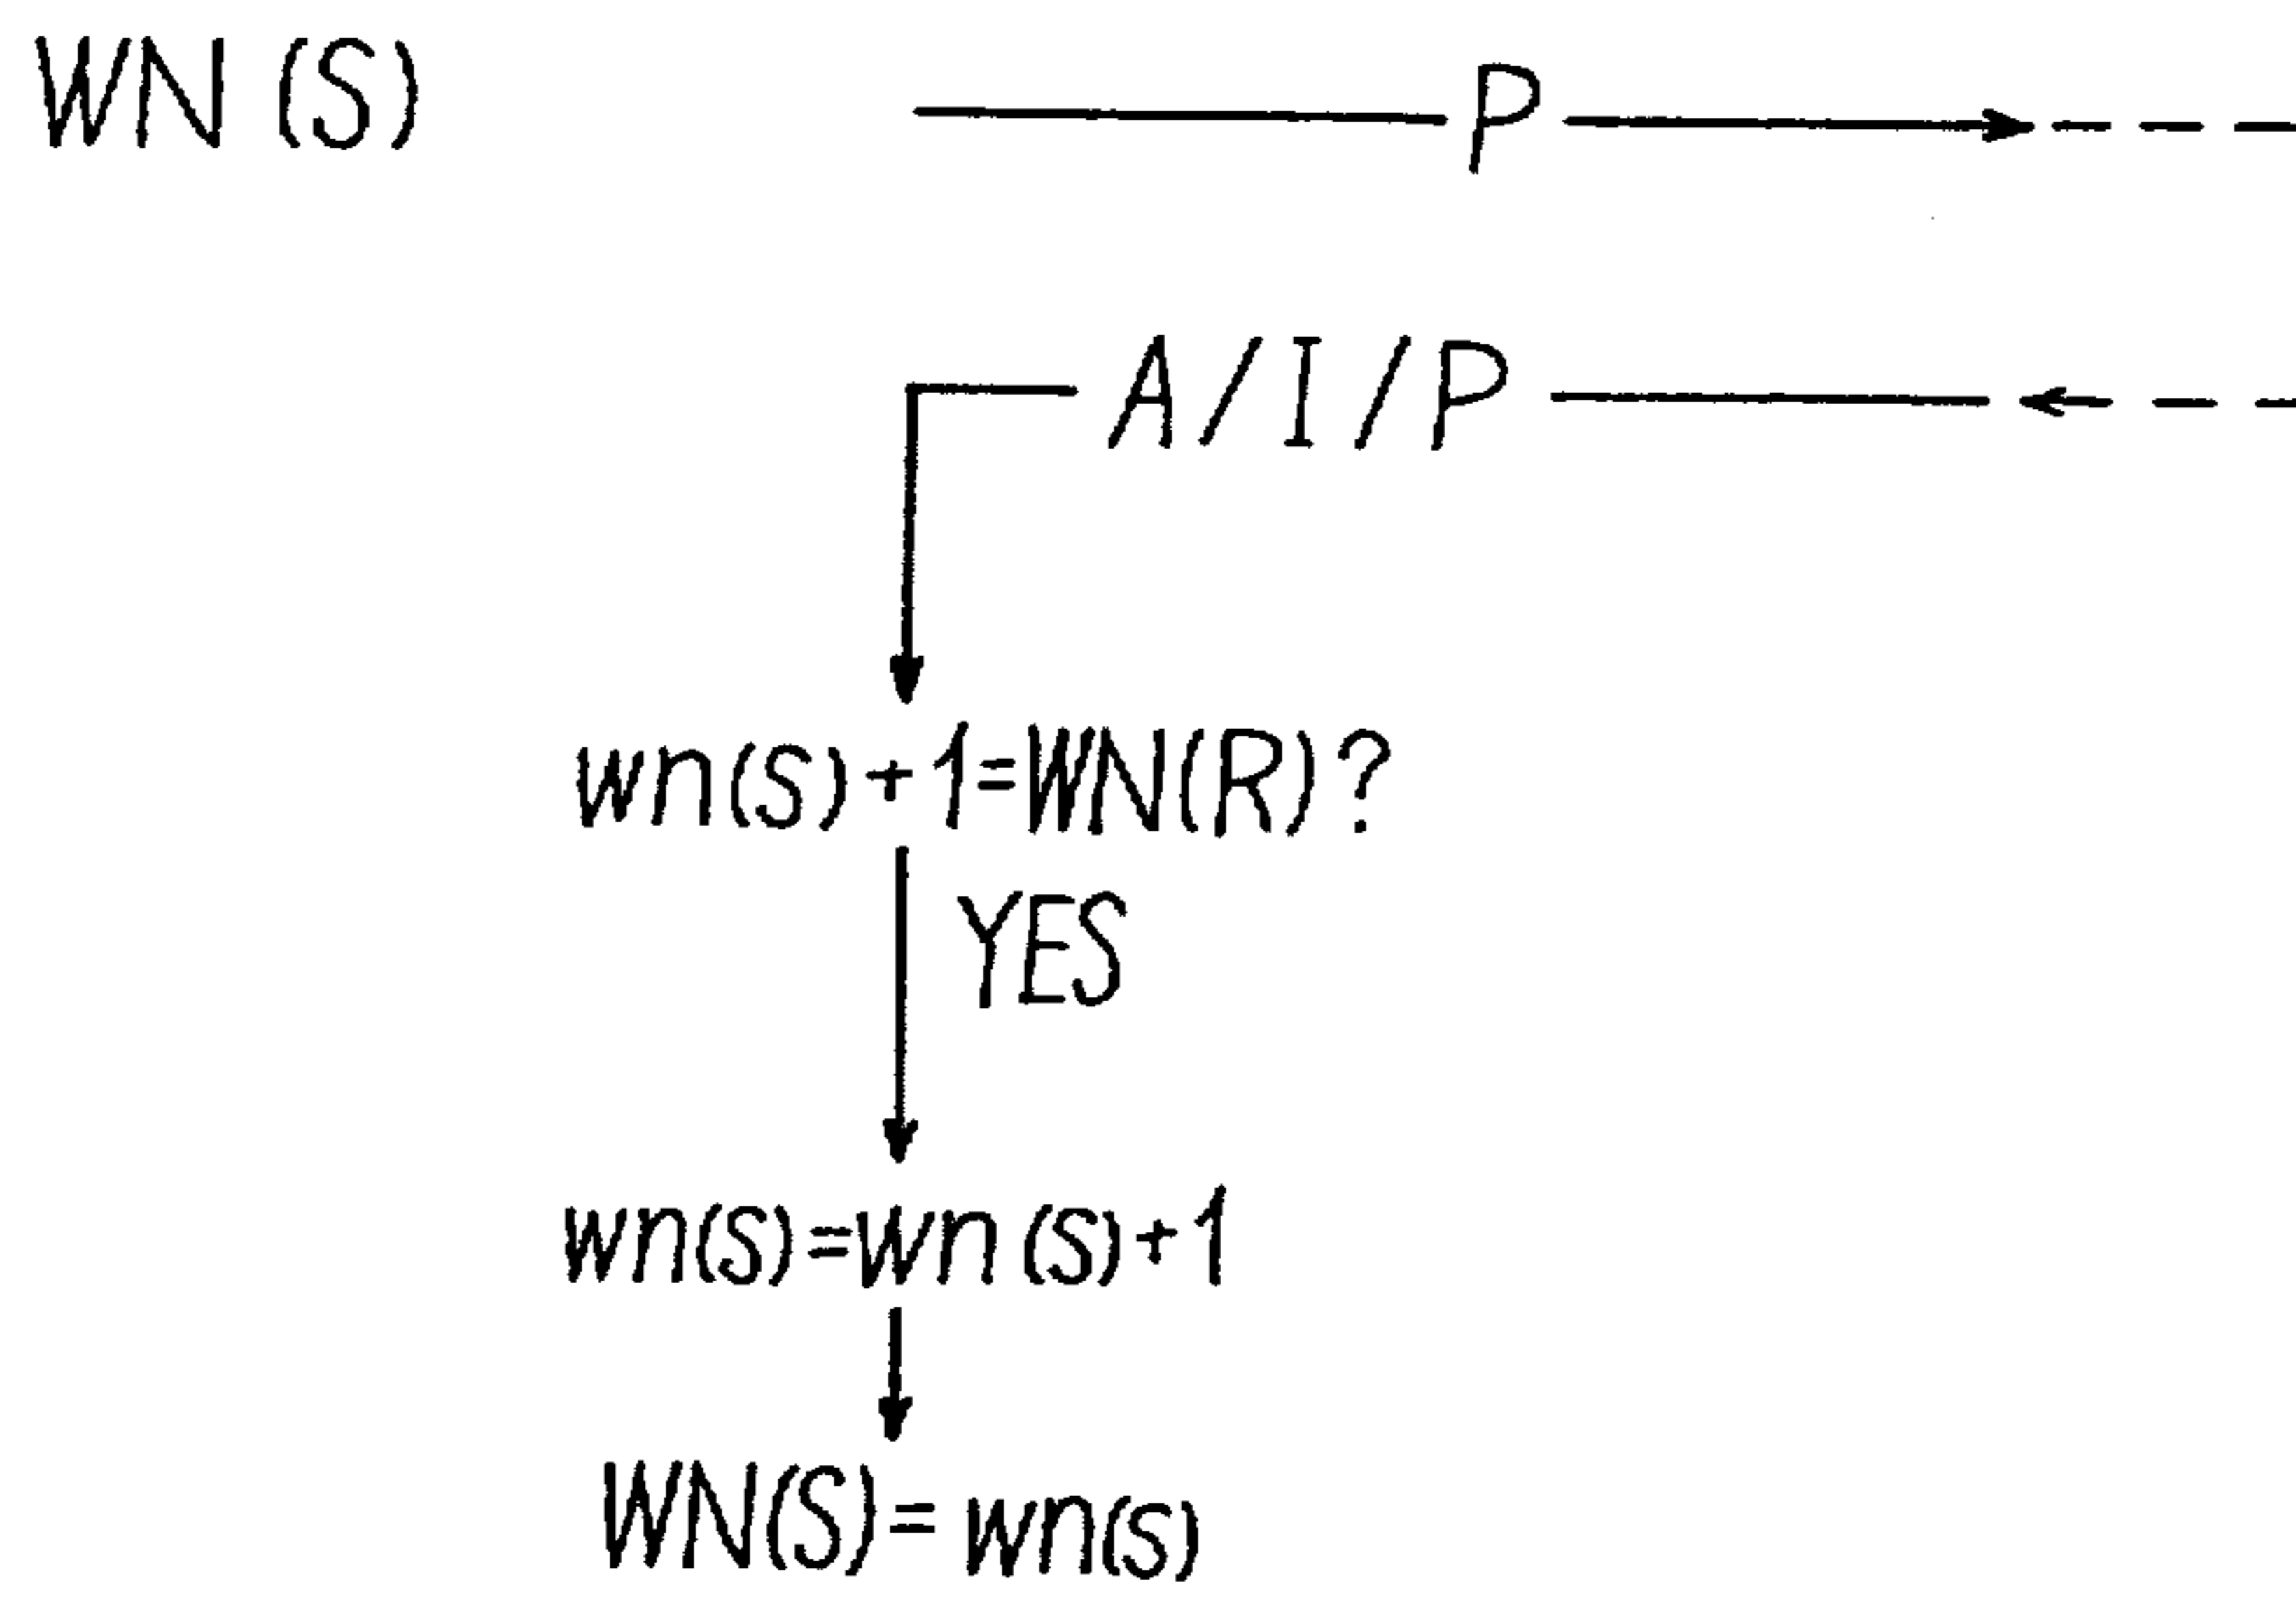 WN (S)
P
A/I/P
wn(s)+1=WN(R)?
YES
wn(s)=wn(s)+1
WN(S)= wn(s)